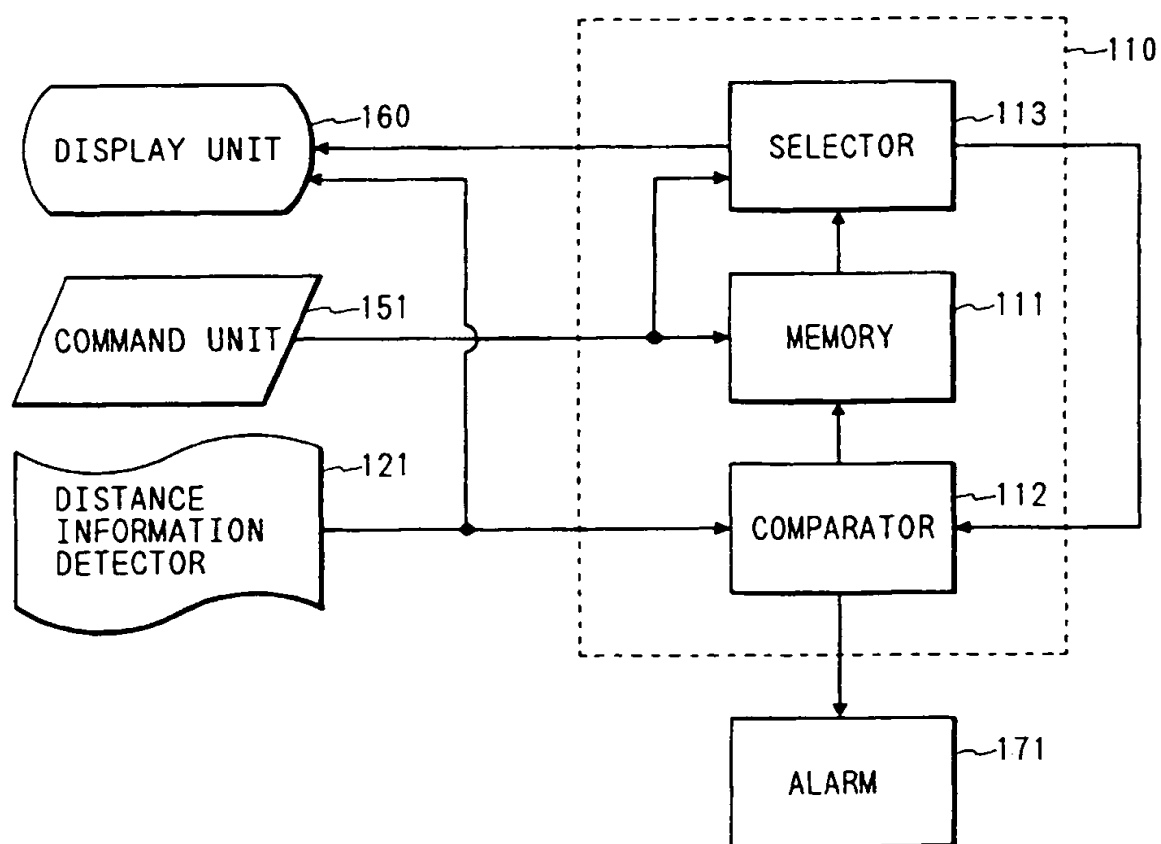 110
DISPLAY UNIT
160
SELECTOR
113
COMMAND UNIT
151
MEMORY
111
DISTANCE
INFORMATION
DETECTOR
121
COMPARATOR
112
ALARM
171